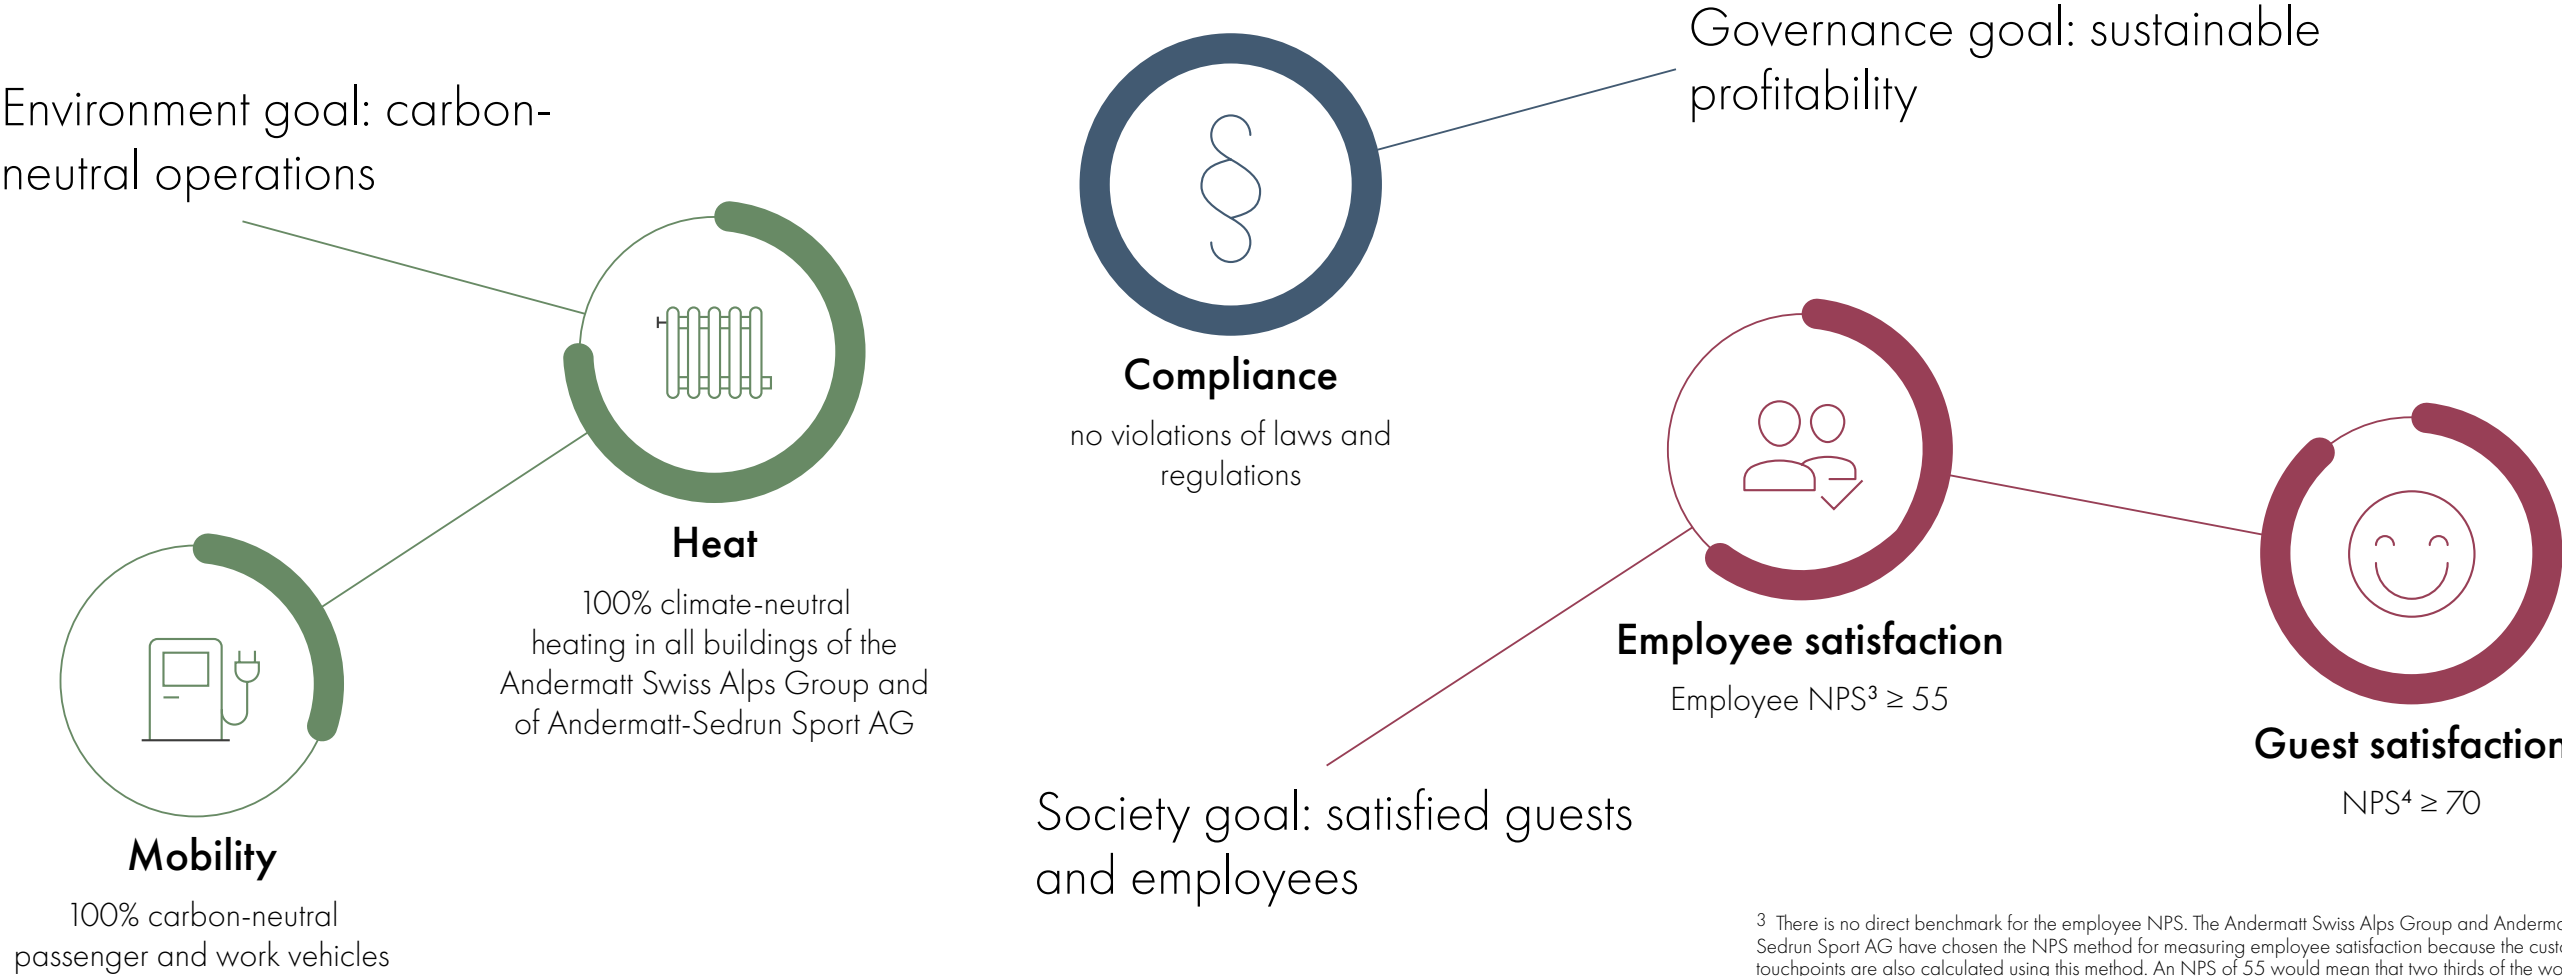 Environment goal: carbon-
neutral operations
Heat
100% climate-neutral
heating in all buildings of the
Andermatt Swiss Alps Group and
of Andermatt-Sedrun Sport AG
Mobility
100% carbon-neutral
passenger and work vehicles
Governance goal: sustainable
profitability
Compliance
no violations of laws and
regulations
Employee satisfaction
Employee NPS³ ≥ 55
Guest satisfaction
NPS⁴ ≥ 70
Society goal: satisfied guests
and employees
3 There is no direct benchmark for the employee NPS. The Andermatt Swiss Alps Group and
Sedrun Sport AG have chosen the NPS method for measuring employee satisfaction because the
touchpoints are also calculated using this method. An NPS of 55 would mean that two thirds of the